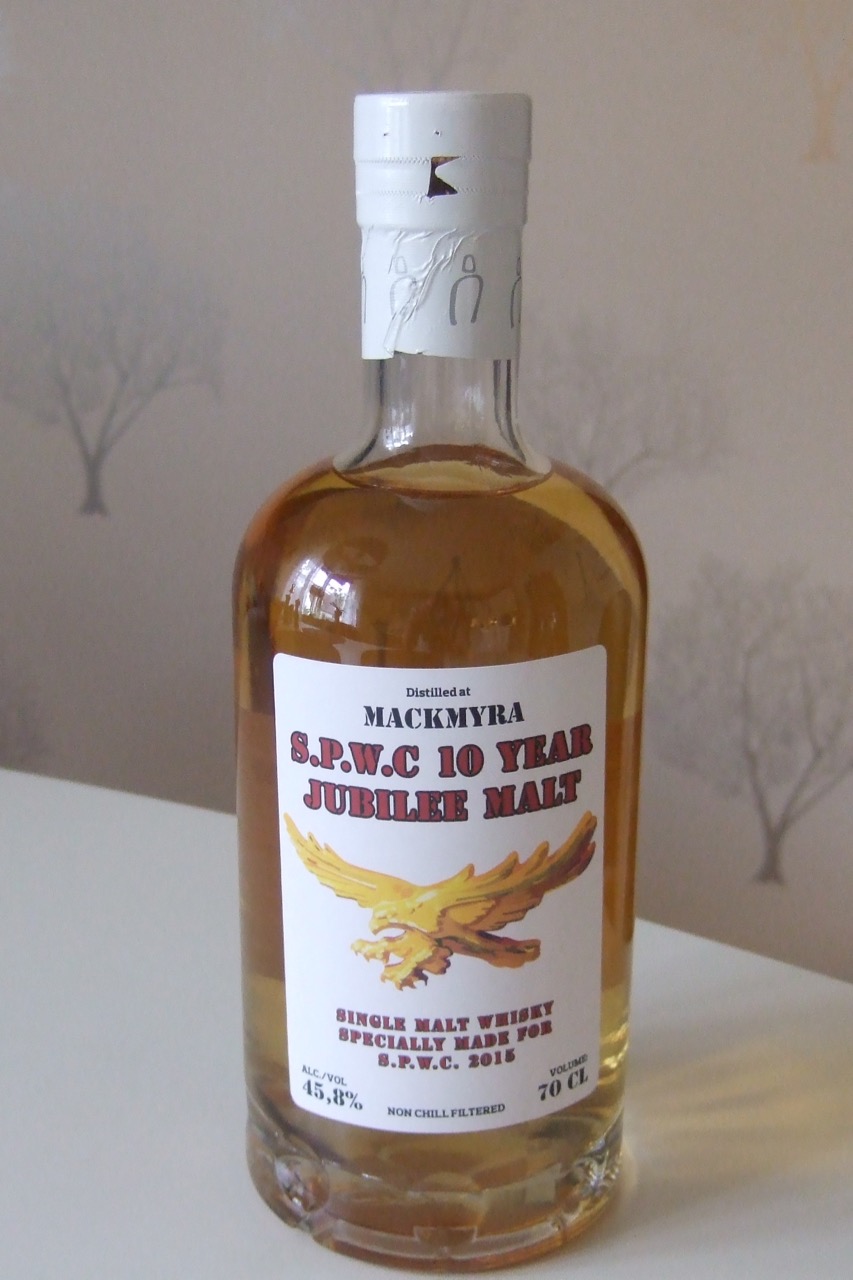 Distilled at
MACKMYRA
S.P.W.C 10 YEAR
JUBILEE MALT
SINGLE MALT WHISKY
SPECIALLY MADE FOR
S.P.W.C. 2015
ALC./VOL
45,8%
NON CHILL FILTERED
VOLUME:
70 CL